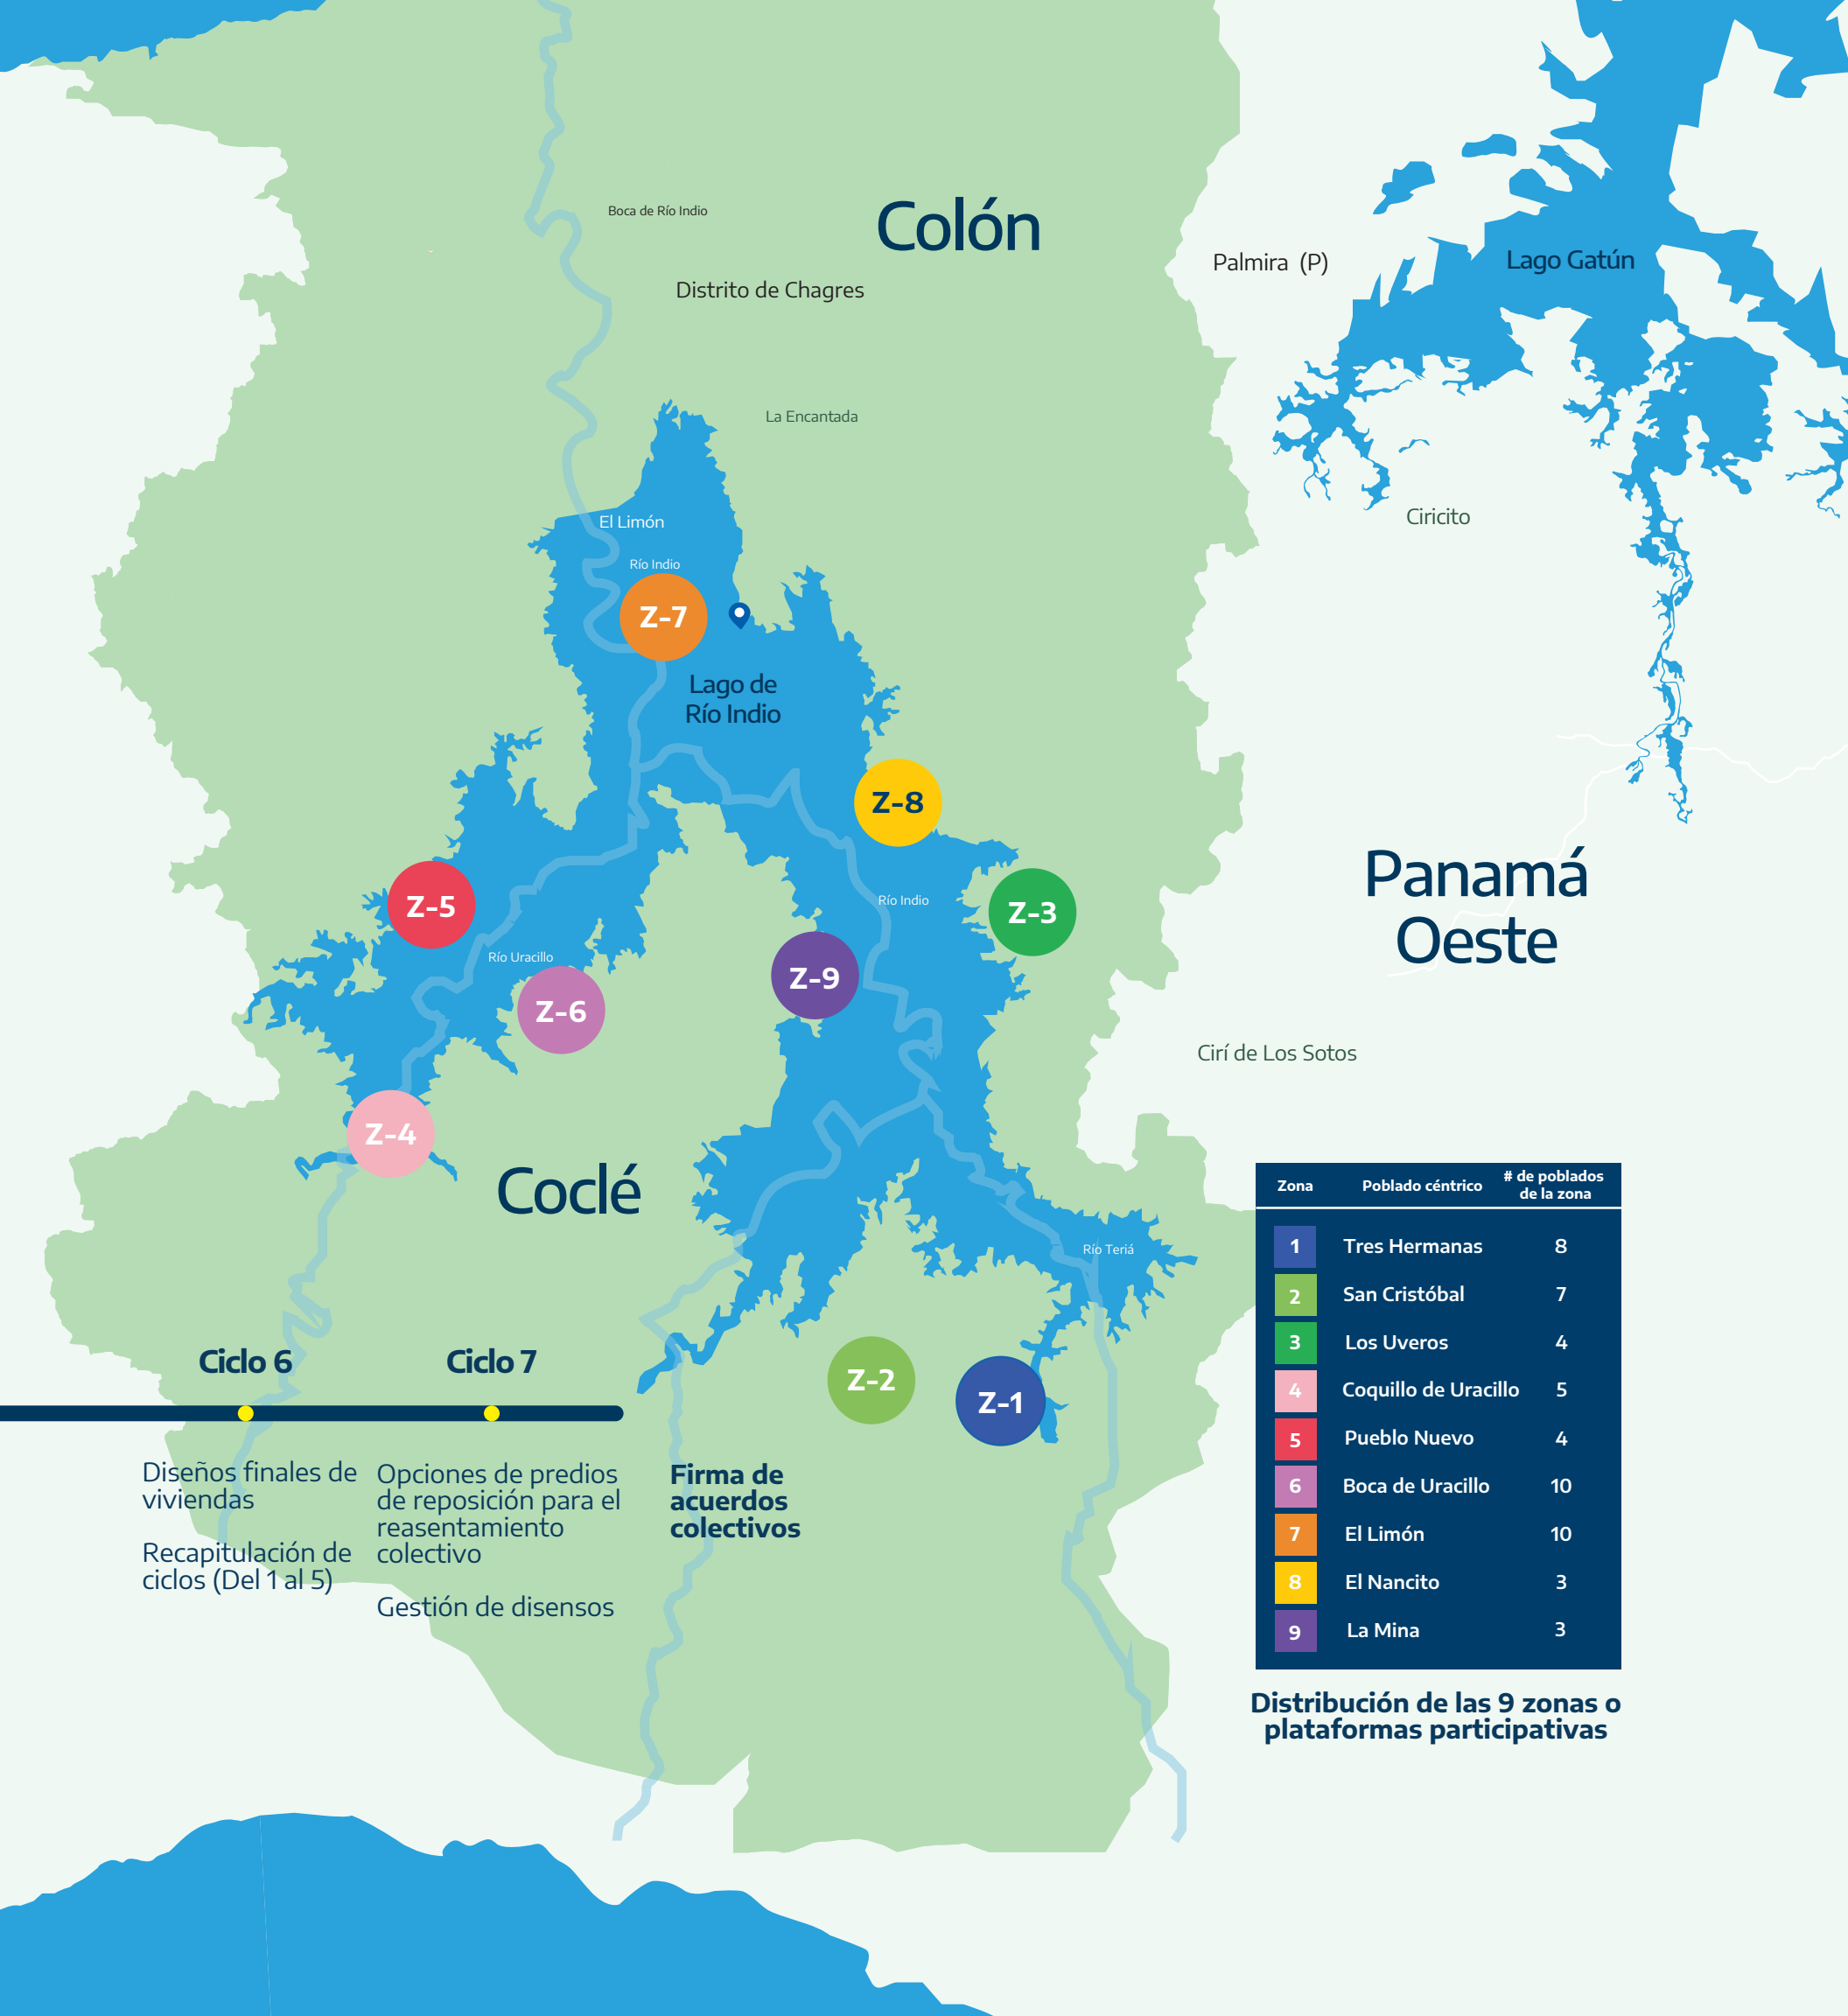 Boca de Río Indio
Colón
Distrito de Chagres
Palmira (P)
Lago Gatún
La Encantada
El Limón
Río Indio
Z-7
Ciricito
Lago de
Río Indio
Z-8
Panamá
Oeste
Z-5
Río Indio
Z-3
Río Uracillo
Z-9
Z-6
Cirí de Los Sotos
Z-4
Coclé
Río Teriá
Z-2
Z-1
Zona Poblado céntrico # de poblados
de la zona
1 Tres Hermanas 8
2 San Cristóbal 7
3 Los Uveros 4
4 Coquillo de Uracillo 5
5 Pueblo Nuevo 4
6 Boca de Uracillo 10
7 El Limón 10
8 El Nancito 3
9 La Mina 3
Distribución de las 9 zonas o
plataformas participativas
Ciclo 6
Diseños finales de
viviendas
Recapitulación de
ciclos (Del 1 al 5)
Ciclo 7
Opciones de predios
de reposición para el
reasentamiento
colectivo
Gestión de disensos
Firma de
acuerdos
colectivos